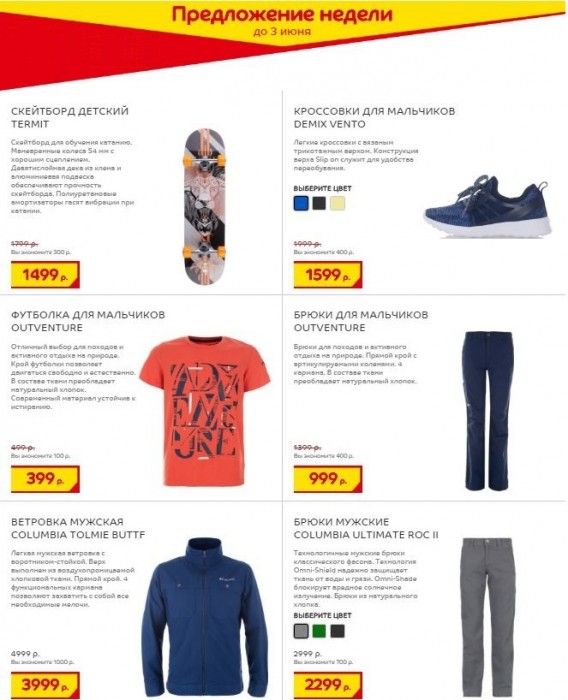 Предложение недели
до 3 июня
СКЕЙТБОРД ДЕТСКИЙ
TERMIT
Скейтборд для обучения катанию.
Маневренные колеса 54 мм с
хорошим сцеплением.
Девятислойная дека из клена и
алюминиевая подвеска
обеспечивают прочность
скейтборда. Полиуретановые
амортизаторы гасят вибрации при
катании.
1799 р.
Вы экономите 300 р.
1499 р.
КРОССОВКИ ДЛЯ МАЛЬЧИКОВ
DEMIX VENTO
Легкие кроссовки с вязаным
трикотажным верхом. Конструкция
верха Slip on служит для удобства
переобувания.
ВЫБЕРИТЕ ЦВЕТ
1999 р.
Вы экономите 400 р.
1599 р.
ФУТБОЛКА ДЛЯ МАЛЬЧИКОВ
OUTVENTURE
Отличный выбор для походов и
активного отдыха на природе.
Крой футболки позволяет
двигаться свободно и естественно.
В составе ткани преобладает
натуральный хлопок.
Современный материал устойчив к
истиранию.
ADVENTURE
499 р.
Вы экономите 100 р.
399 р.
БРЮКИ ДЛЯ МАЛЬЧИКОВ
OUTVENTURE
Брюки для походов и активного
отдыха на природе. Прямой крой с
артикулируемыми коленями. 4
кармана. В составе ткани
преобладает натуральный хлопок.
1399 р.
Вы экономите 400 р.
999 р.
ВЕТРОВКА МУЖСКАЯ
COLUMBIA TOLMIE BUTTF
Легкая мужская ветровка с
воротником-стойкой. Верх
выполнен из воздухопроницаемой
хлопковой ткани. Прямой крой. 4
функциональных кармана
позволяют захватить с собой все
необходимые мелочи.
4999 р.
Вы экономите 1000 р.
3999 р.
БРЮКИ МУЖСКИЕ
COLUMBIA ULTIMATE ROC II
Технологичные мужские брюки
классического фасона. Технология
Omni-Shield надежно защищает
ткань от воды и грязи. Omni-Shade
блокирует вредное солнечное
излучение. Брюки из натурального
хлопка.
ВЫБЕРИТЕ ЦВЕТ
2999 р.
Вы экономите 700 р.
2299 р.